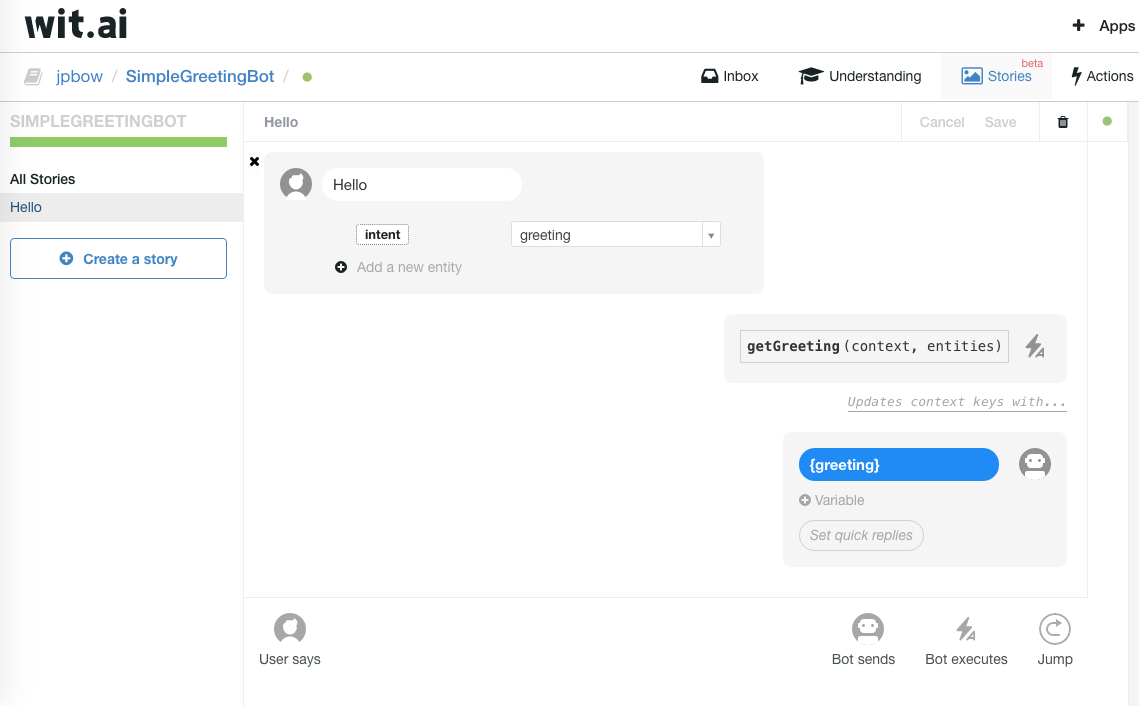 wit.ai
Apps
jpbow / SimpleGreetingBot /
Inbox
Understanding
Stories
beta
Actions
SIMPLEGREETINGBOT
All Stories
Hello
Create a story
Hello
Cancel
Save
Hello
intent
greeting
Add a new entity
getGreeting(context, entities)
Updates context keys with...
{greeting}
Variable
Set quick replies
User says
Bot sends
Bot executes
Jump